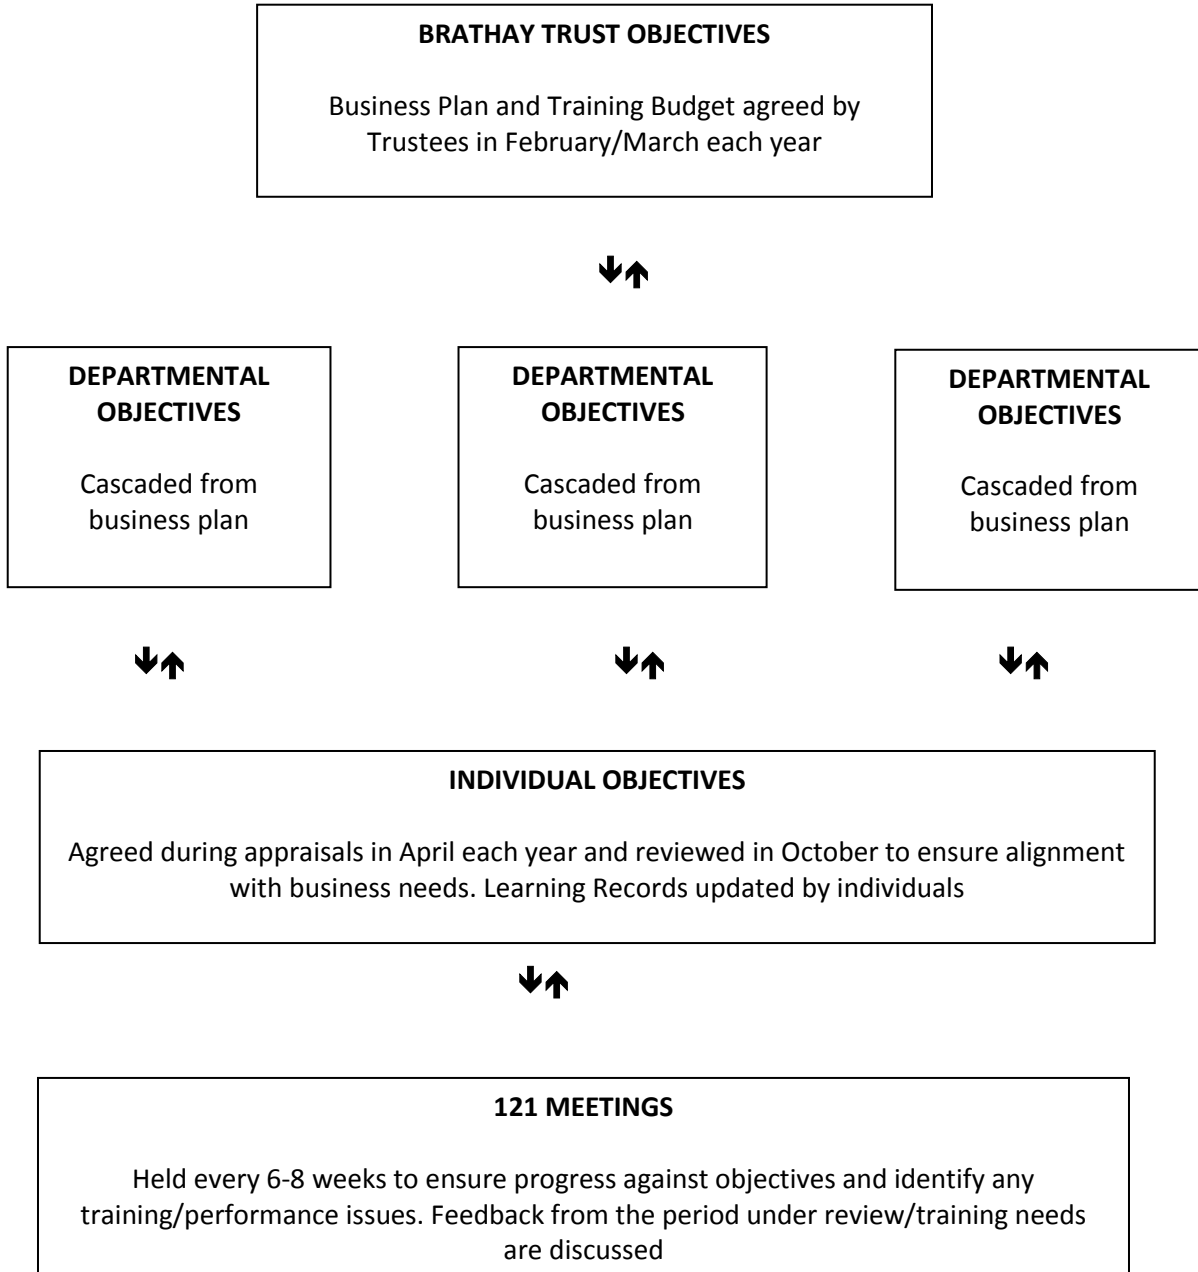 BRATHAY TRUST OBJECTIVES
Business Plan and Training Budget agreed by
Trustees in February/March each year
DEPARTMENTAL
OBJECTIVES
Cascaded from
business plan
DEPARTMENTAL
OBJECTIVES
Cascaded from
business plan
DEPARTMENTAL
OBJECTIVES
Cascaded from
business plan
INDIVIDUAL OBJECTIVES
Agreed during appraisals in April each year and reviewed in October to ensure alignment
with business needs. Learning Records updated by individuals
121 MEETINGS
Held every 6-8 weeks to ensure progress against objectives and identify any
training/performance issues. Feedback from the period under review/training needs
are discussed